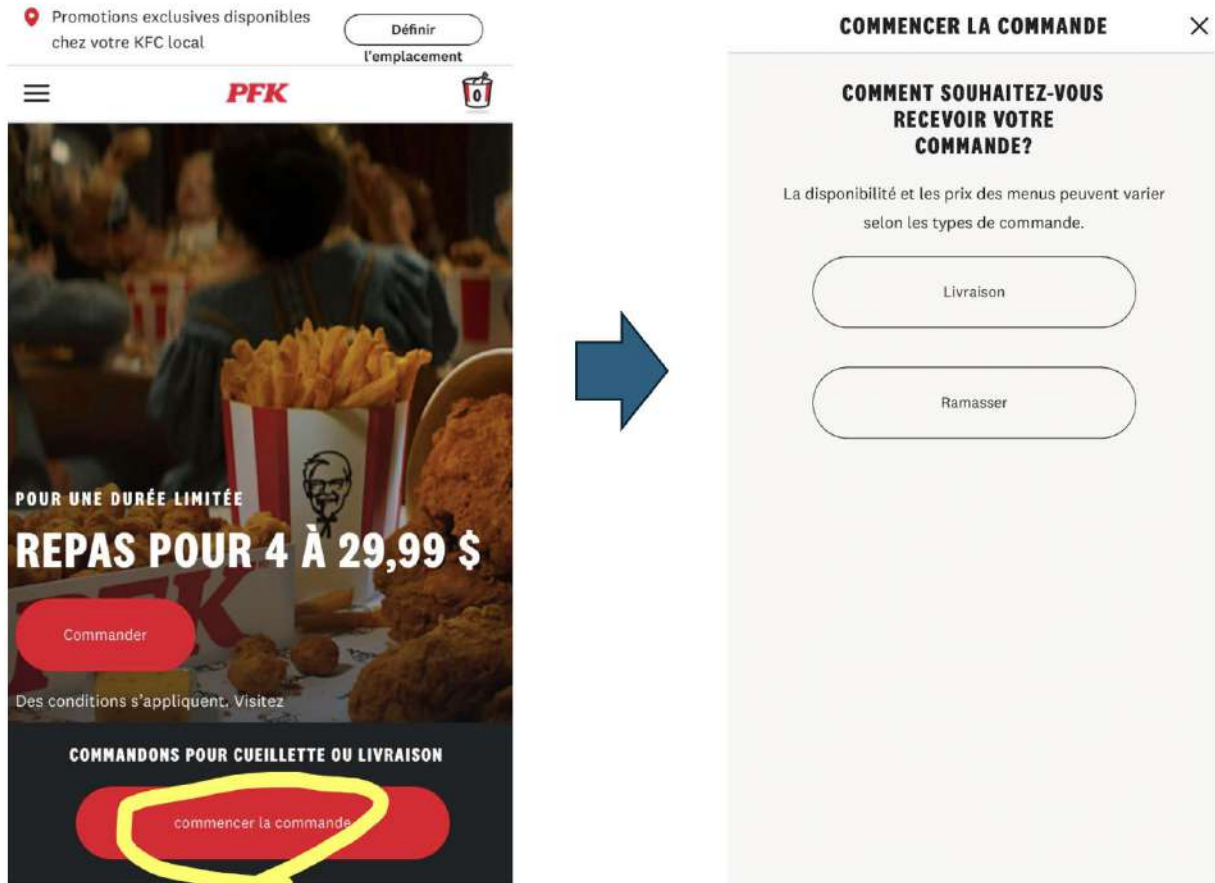 Promotions exclusives disponibles
chez votre KFC local
Définir
l'emplacement
PFK
0
POUR UNE DURÉE LIMITÉE
REPAS POUR 4 À 29,99 $
PFK
Commander
Des conditions s'appliquent. Visitez
COMMANDONS POUR CUEILLETTE OU LIVRAISON
commencer la commande
COMMENCER LA COMMANDE
COMMENT SOUHAITEZ-VOUS
RECEVOIR VOTRE
COMMANDE?
La disponibilité et les prix des menus peuvent varier
selon les types de commande.
Livraison
Ramasser